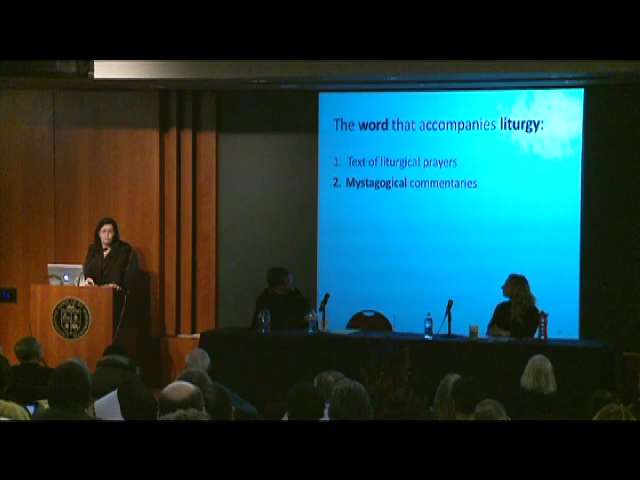 The word that accompanies liturgy:
1. Text of liturgical prayers
2. Mystagogical commentaries